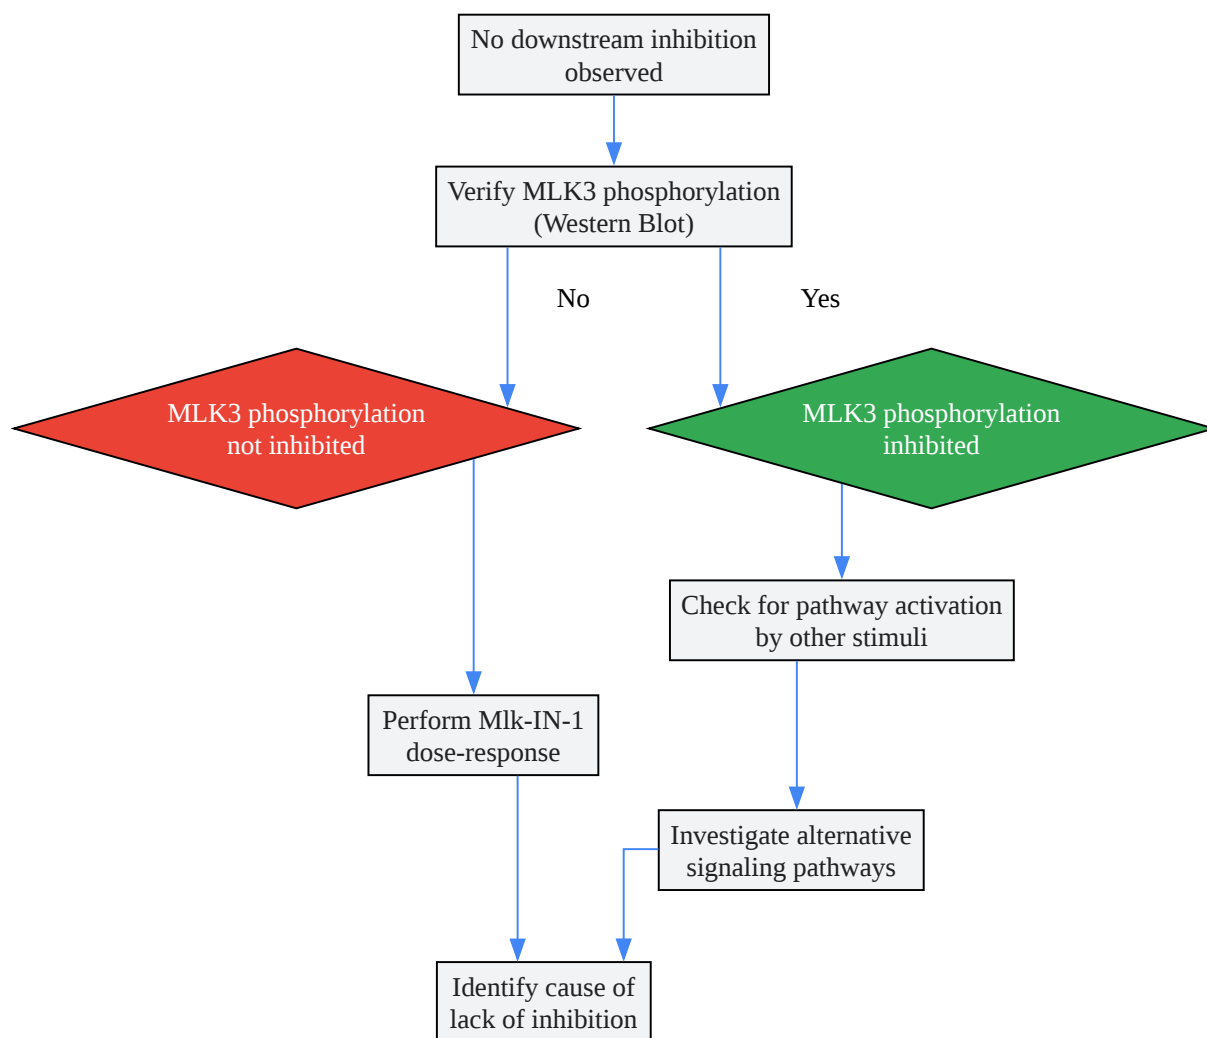 No downstream inhibition
observed
Verify MLK3 phosphorylation
(Western Blot)
No
Yes
MLK3 phosphorylation
not inhibited
MLK3 phosphorylation
inhibited
Check for pathway activation
by other stimuli
Perform Mlk-IN-1
dose-response
Investigate alternative
signaling pathways
Identify cause of
lack of inhibition